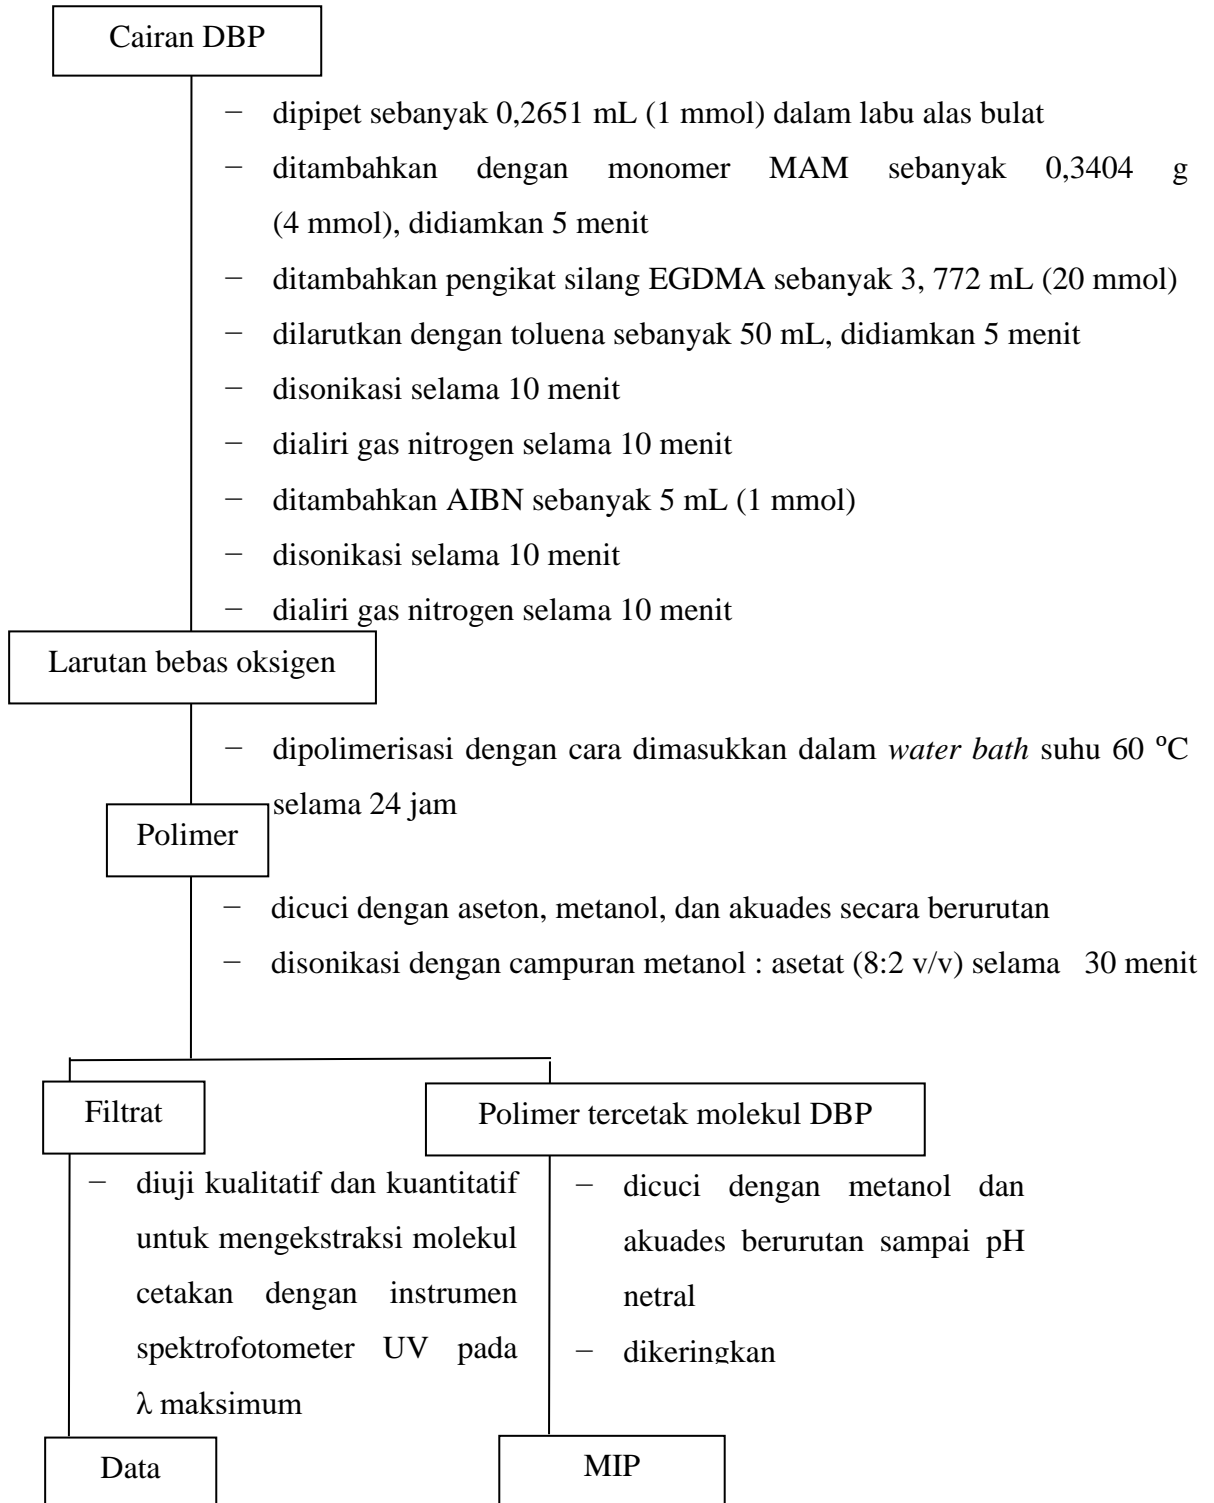 Cairan DBP
− dipipet sebanyak 0,2651 mL (1 mmol) dalam labu alas bulat
− ditambahkan dengan monomer MAM sebanyak 0,3404 g
(4 mmol), didiamkan 5 menit
− ditambahkan pengikat silang EGDMA sebanyak 3, 772 mL (20 mmol)
− dilarutkan dengan toluena sebanyak 50 mL, didiamkan 5 menit
− disonikasi selama 10 menit
− dialiri gas nitrogen selama 10 menit
− ditambahkan AIBN sebanyak 5 mL (1 mmol)
− disonikasi selama 10 menit
− dialiri gas nitrogen selama 10 menit
Larutan bebas oksigen
− dipolimerisasi dengan cara dimasukkan dalam water bath suhu 60 ºC
selama 24 jam
Polimer
− dicuci dengan aseton, metanol, dan akuades secara berurutan
− disonikasi dengan campuran metanol : asetat (8:2 v/v) selama 30 menit
Filtrat
− diuji kualitatif dan kuantitatif
untuk mengekstraksi molekul
cetakan dengan instrumen
spektrofotometer UV pada
λ maksimum
Data
Polimer tercetak molekul DBP
− dicuci dengan metanol dan
akuades berurutan sampai pH
netral
− dikeringkan
MIP